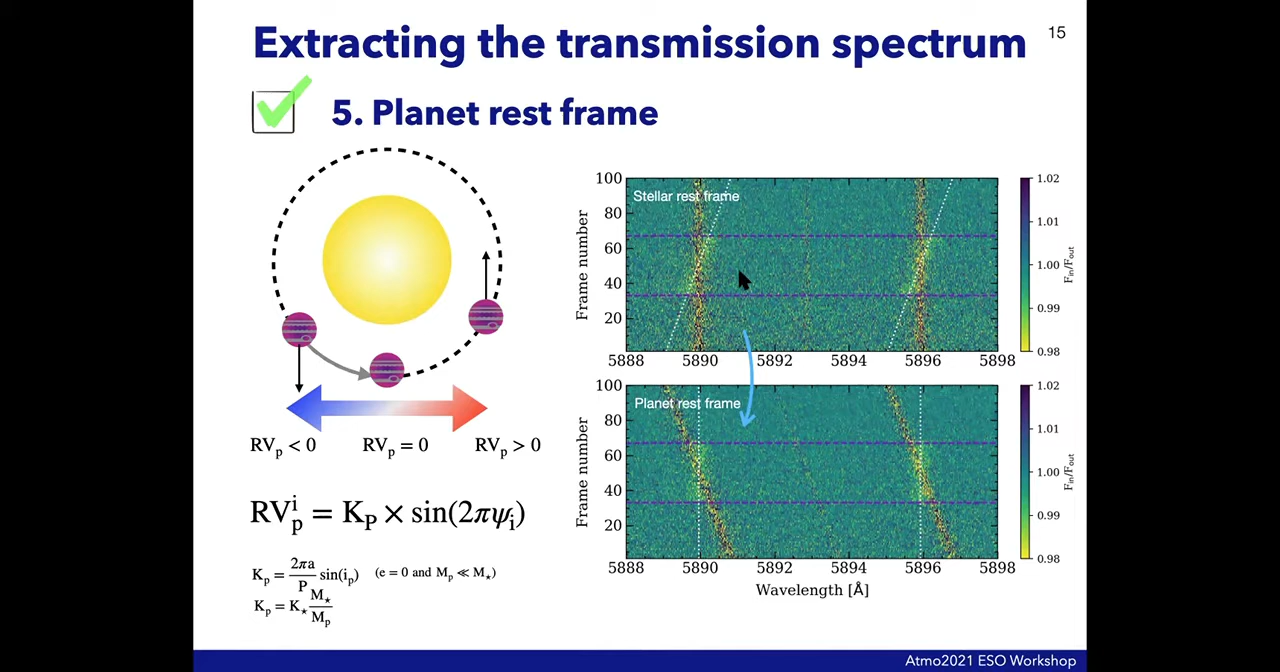 Extracting the transmission spectrum
15
5. Planet rest frame
RVp < 0
RVp = 0
RVp > 0
RVpⁱ = KP × sin(2πψi)
Kp = 2πa/P sin(ip) (e = 0 and Mp ≪ M⋆)
Kp = K⋆ M⋆/Mp
Stellar rest frame
Frame number
100
80
60
40
20
5888 5890 5892 5894 5896 5898
1.02
1.01
1.00
0.99
0.98
Fin/Fout
Planet rest frame
Frame number
100
80
60
40
20
5888 5890 5892 5894 5896 5898
Wavelength [Å]
1.02
1.01
1.00
0.99
0.98
Fin/Fout
Atmo2021 ESO Workshop